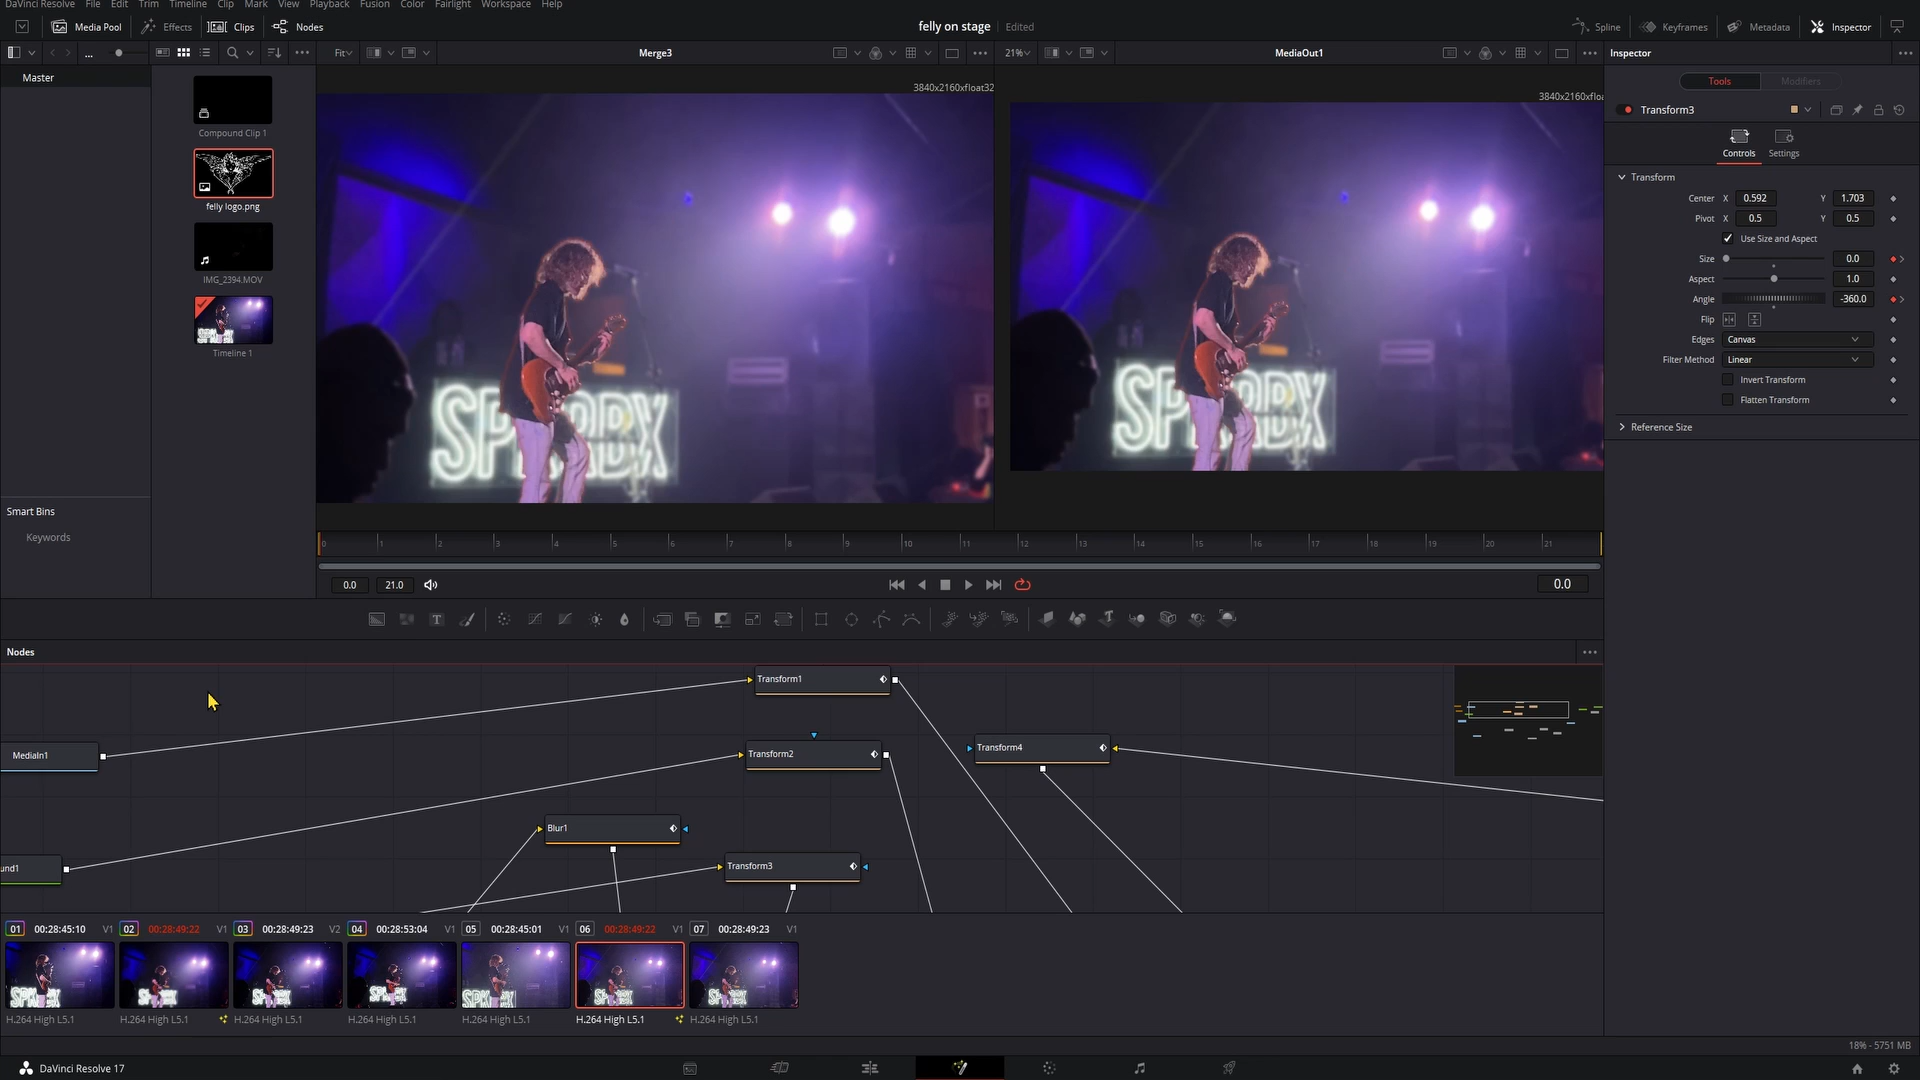 DaVinci Resolve File Edit Trim Timeline Clip Mark View Playback Fusion Color Fairlight Workspace Help
Media Pool Effects Clips Nodes
felly on stage Edited
Spline Keyframes Metadata Inspector
...
Fit Merge3
21% MediaOut1
Inspector
Master
3840x2160xfloat32
3840x2160xfloa
Tools Modifiers
Transform3
Controls Settings
Compound Clip 1
felly logo.png
IMG_2394.MOV
Timeline 1
Transform
Center X 0.592 Y 1.703
Pivot X 0.5 Y 0.5
Use Size and Aspect
Size 0.0
Aspect 1.0
Angle -360.0
Flip
Edges Canvas
Filter Method Linear
Invert Transform
Flatten Transform
Reference Size
Smart Bins
Keywords
0 1 2 3 4 5 6 7 8 9 10 11 12 13 14 15 16 17 18 19 20 21
0.0 21.0 0.0
Nodes
Transform1
MediaIn1
Transform2
Transform4
Blur1
und1
Transform3
01 00:28:45:10 V1
02 00:28:49:22 V1
03 00:28:49:23 V2
04 00:28:53:04 V1
05 00:28:45:01 V1
06 00:28:49:22 V1
07 00:28:49:23 V1
H.264 High L5.1
H.264 High L5.1
H.264 High L5.1
H.264 High L5.1
H.264 High L5.1
H.264 High L5.1
H.264 High L5.1
18% - 5751 MB
DaVinci Resolve 17